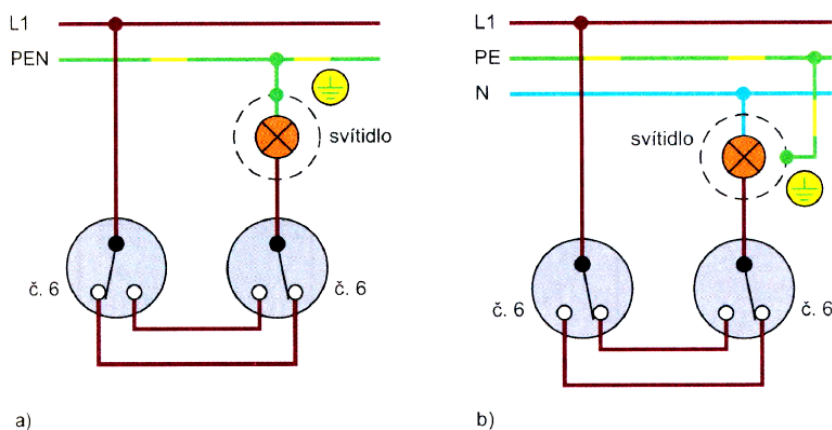 L1
PEN
svítidlo
č. 6
č. 6
a)
L1
PE
N
svítidlo
č. 6
č. 6
b)